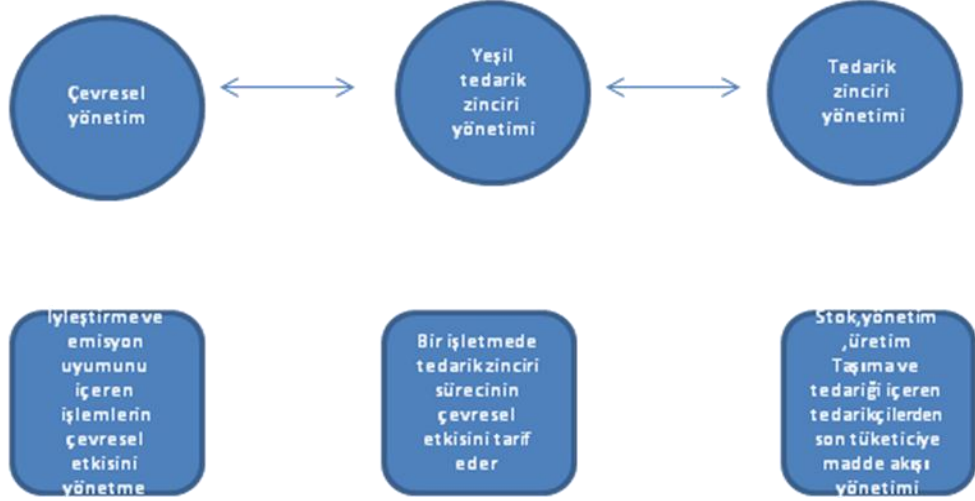 Çevresel
yönetim
Yeşil
tedarik
zinciri
yönetimi
Tedarik
zinciri
yönetimi
İyleştirme ve
emisyon
uyumunu
içeren
işlemlerin
çevresel
etkisini
yönetme
Bir işletmede
tedarik zinciri
sürecinin
çevresel
etkisini tarif
eder
Stok,yönetim
,üretim
Taşıma ve
tedariği içeren
tedarikçilerden
son tüketiciye
madde akışı
yönetimi